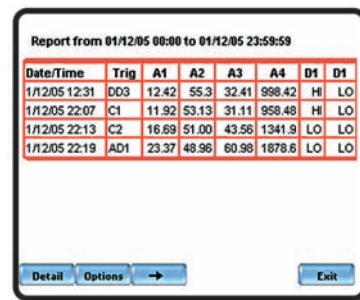 Report from 01/12/05 00:00 to 01/12/05 23:59:59
Date/Time Trig A1 A2 A3 A4 D1 D1
1/12/05 12:31 DD3 12.42 55.3 32.41 998.42 HI LO
1/12/05 22:07 C1 11.92 53.13 31.11 958.48 HI LO
1/12/05 22:13 C2 16.69 51.00 43.56 1341.9 LO LO
1/12/05 22:19 AD1 23.37 48.96 60.98 1878.6 LO LO
Detail Options → Exit